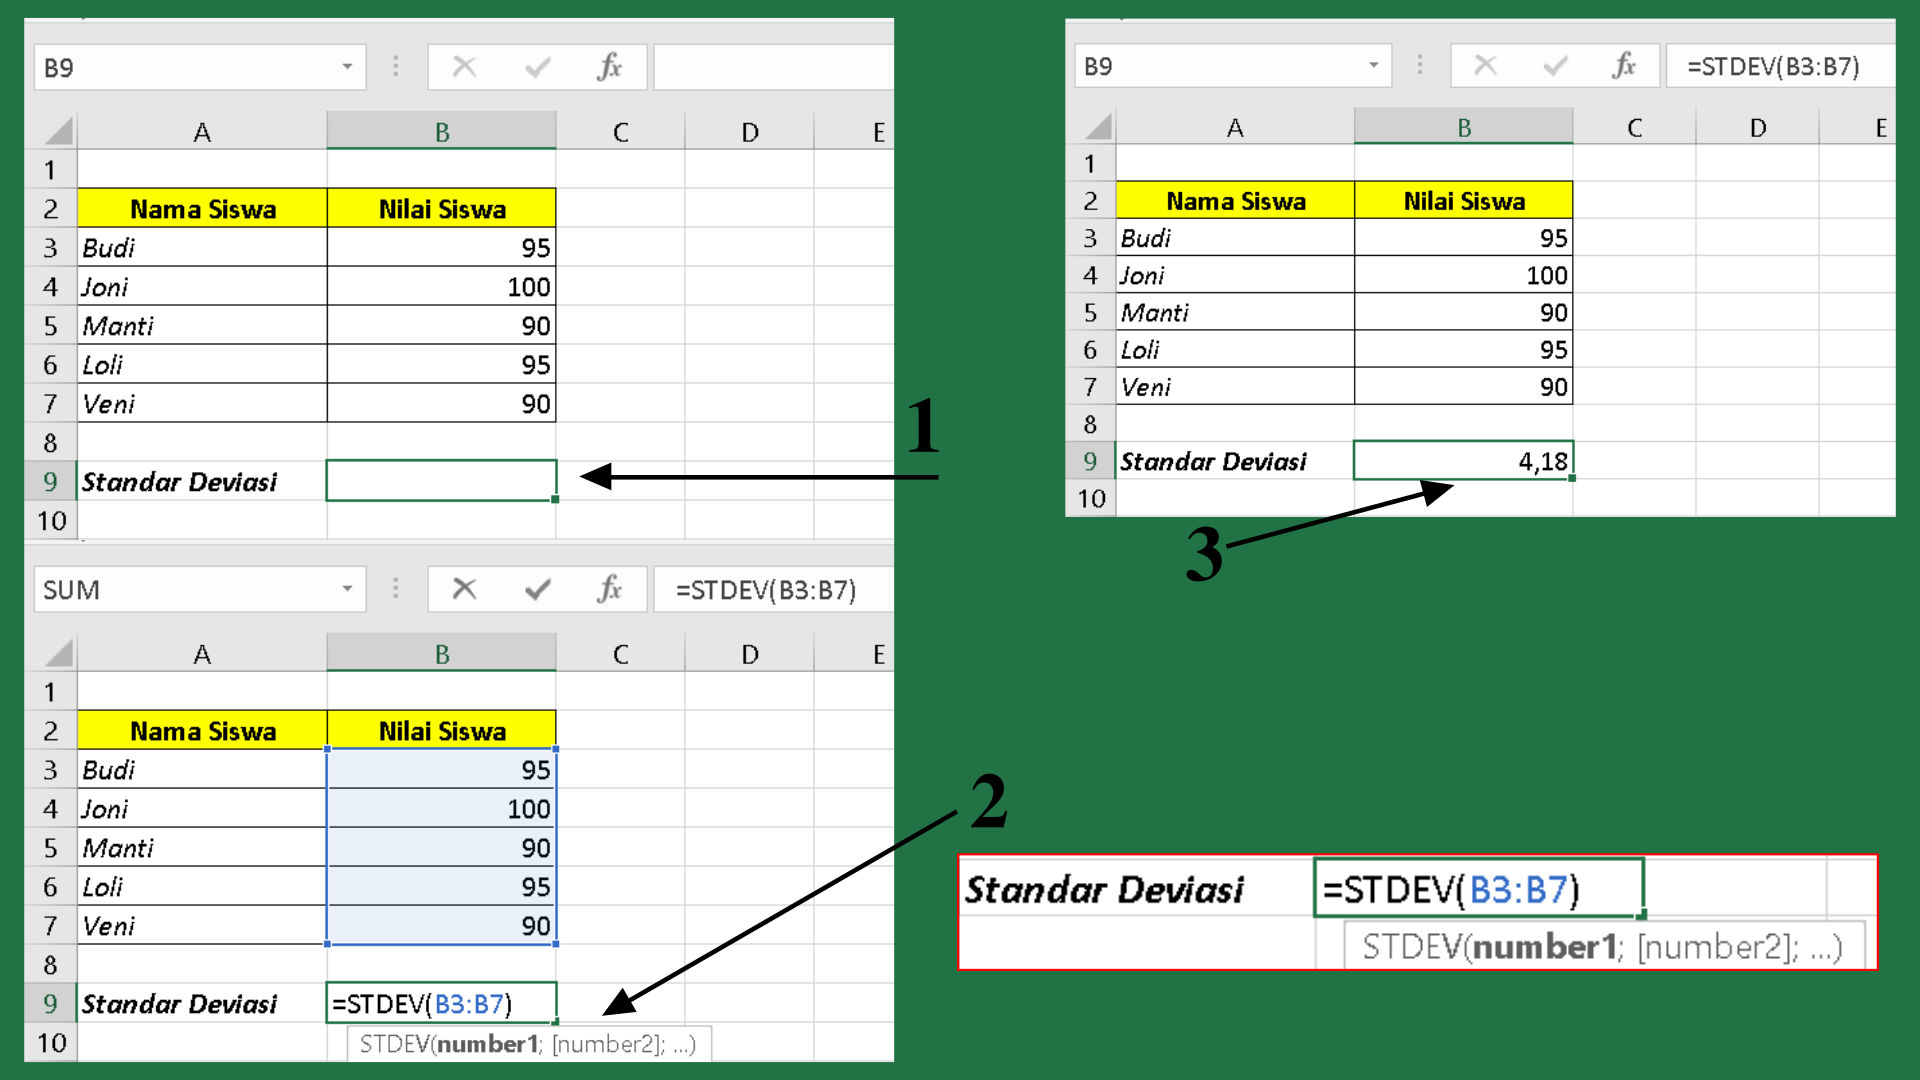 B9 fx
A B C D E
1
2 Nama Siswa Nilai Siswa
3 Budi 95
4 Joni 100
5 Manti 90
6 Loli 95
7 Veni 90
8
9 Standar Deviasi
10
1
SUM fx =STDEV(B3:B7)
A B C D E
1
2 Nama Siswa Nilai Siswa
3 Budi 95
4 Joni 100
5 Manti 90
6 Loli 95
7 Veni 90
8
9 Standar Deviasi =STDEV(B3:B7)
10 STDEV(number1; [number2]; ...)
2
B9 fx =STDEV(B3:B7)
A B C D E
1
2 Nama Siswa Nilai Siswa
3 Budi 95
4 Joni 100
5 Manti 90
6 Loli 95
7 Veni 90
8
9 Standar Deviasi 4,18
10
3
Standar Deviasi =STDEV(B3:B7)
STDEV(number1; [number2]; ...)